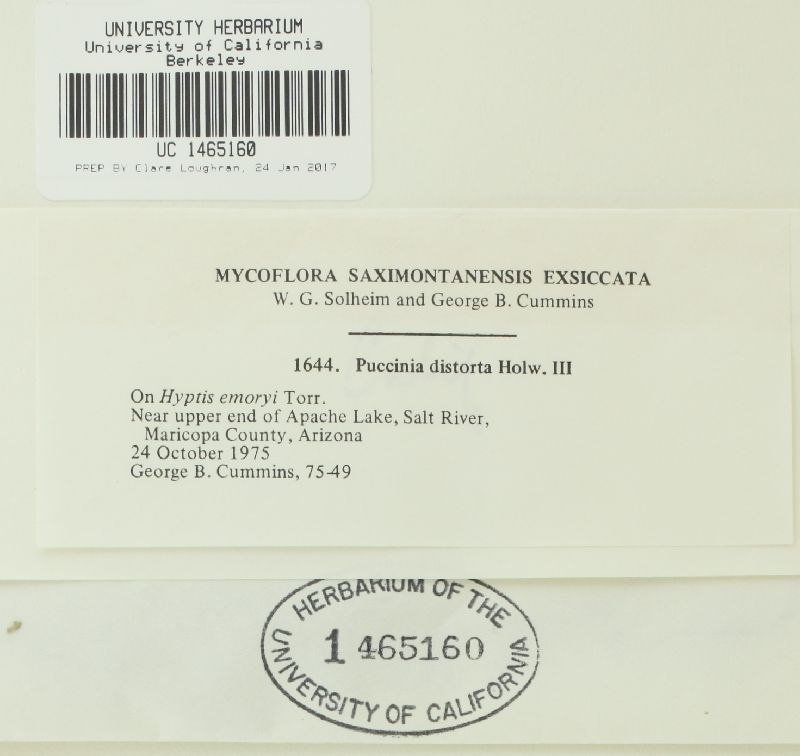 UNIVERSITY HERBARIUM
University of California
Berkeley
UC 1465160
PREP BY Clare Loughran, 24 Jan 2017
MYCOFLORA SAXIMONTANENSIS EXSICCATA
W. G. Solheim and George B. Cummins
1644. Puccinia distorta Holw. III
On Hyptis emoryi Torr.
Near upper end of Apache Lake, Salt River,
Maricopa County, Arizona
24 October 1975
George B. Cummins, 75-49
HERBARIUM OF THE
1 465160
UNIVERSITY OF CALIFORNIA